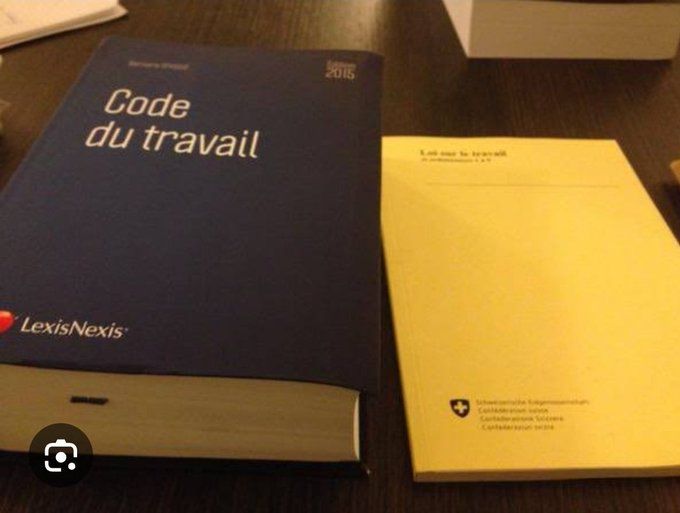 Édition
2015
Code
du travail
LexisNexis
Loi sur le travail
Schweizerische Eidgenossenschaft
Confédération suisse
Confederazione Svizzera
Confederaziun svizra